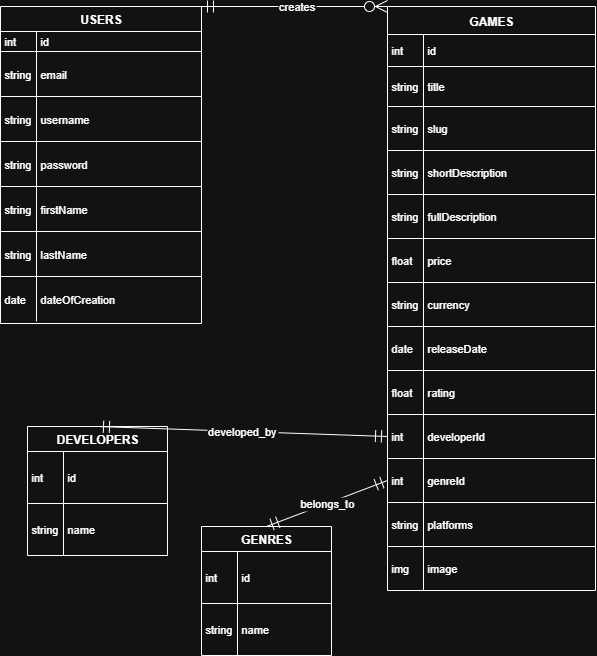 creates
USERS
int id
string email
string username
string password
string firstName
string lastName
date dateOfCreation
GAMES
int id
string title
string slug
string shortDescription
string fullDescription
float price
string currency
date releaseDate
float rating
int developerId
int genreId
string platforms
img image
developed_by
DEVELOPERS
int id
string name
belongs_to
GENRES
int id
string name